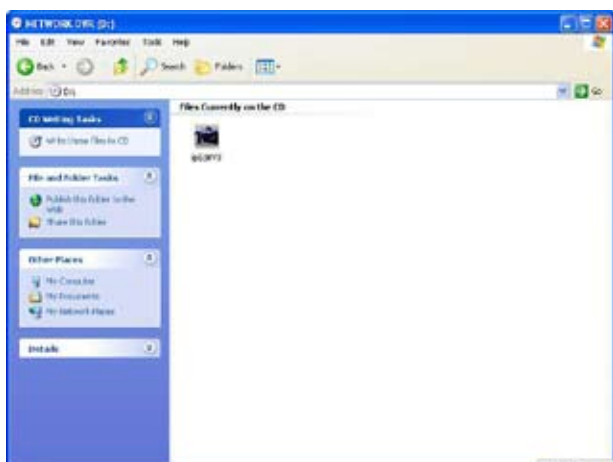 NETWORK DVR (D:)
File Edit View Favorites Tools Help
Back Search Folders
Address D:\ Go
CD Writing Tasks
Write these files to CD
File and Folder Tasks
Publish this folder to the
web
Share this folder
Other Places
My Computer
My Documents
My Network Places
Details
Files Currently on the CD